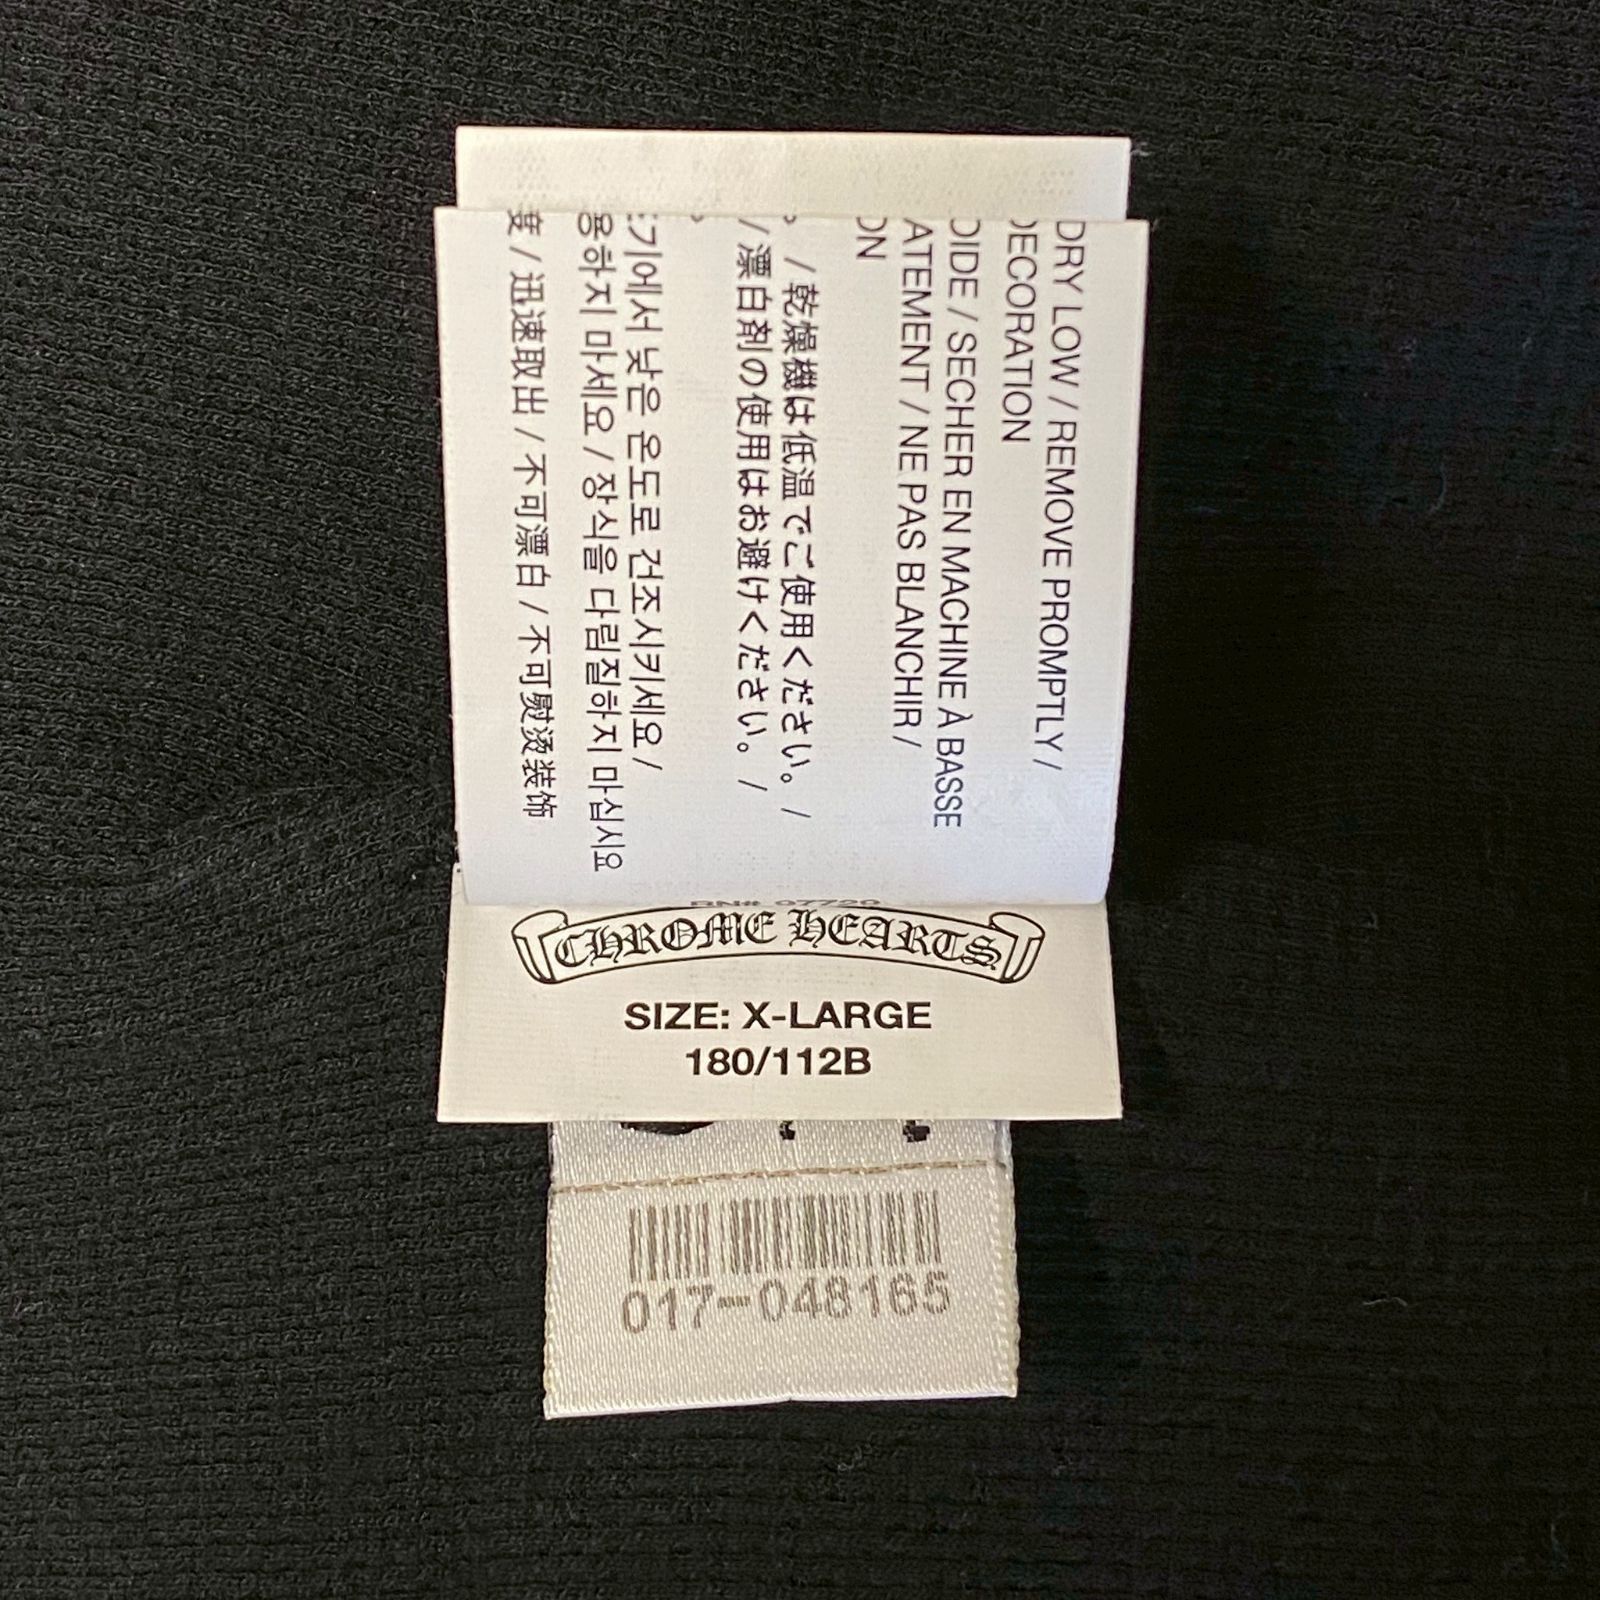 DRY LOW / REMOVE PROMPTLY /
DECORATION
OIDE / SECHER EN MACHINE À BASSE
ATEMENT / NE PAS BLANCHIR /
ON
。 / 乾燥機は低温でご使用ください。 /
/ 漂白剤の使用はお避けください。 /
기에서 낮은 온도로 건조시키세요 /
용하지 마세요 / 장식을 다림질하지 마십시요
度 / 迅速取出 / 不可漂白 / 不可熨烫装饰
CHROME HEARTS
SIZE: X-LARGE
180/112B
017-048165